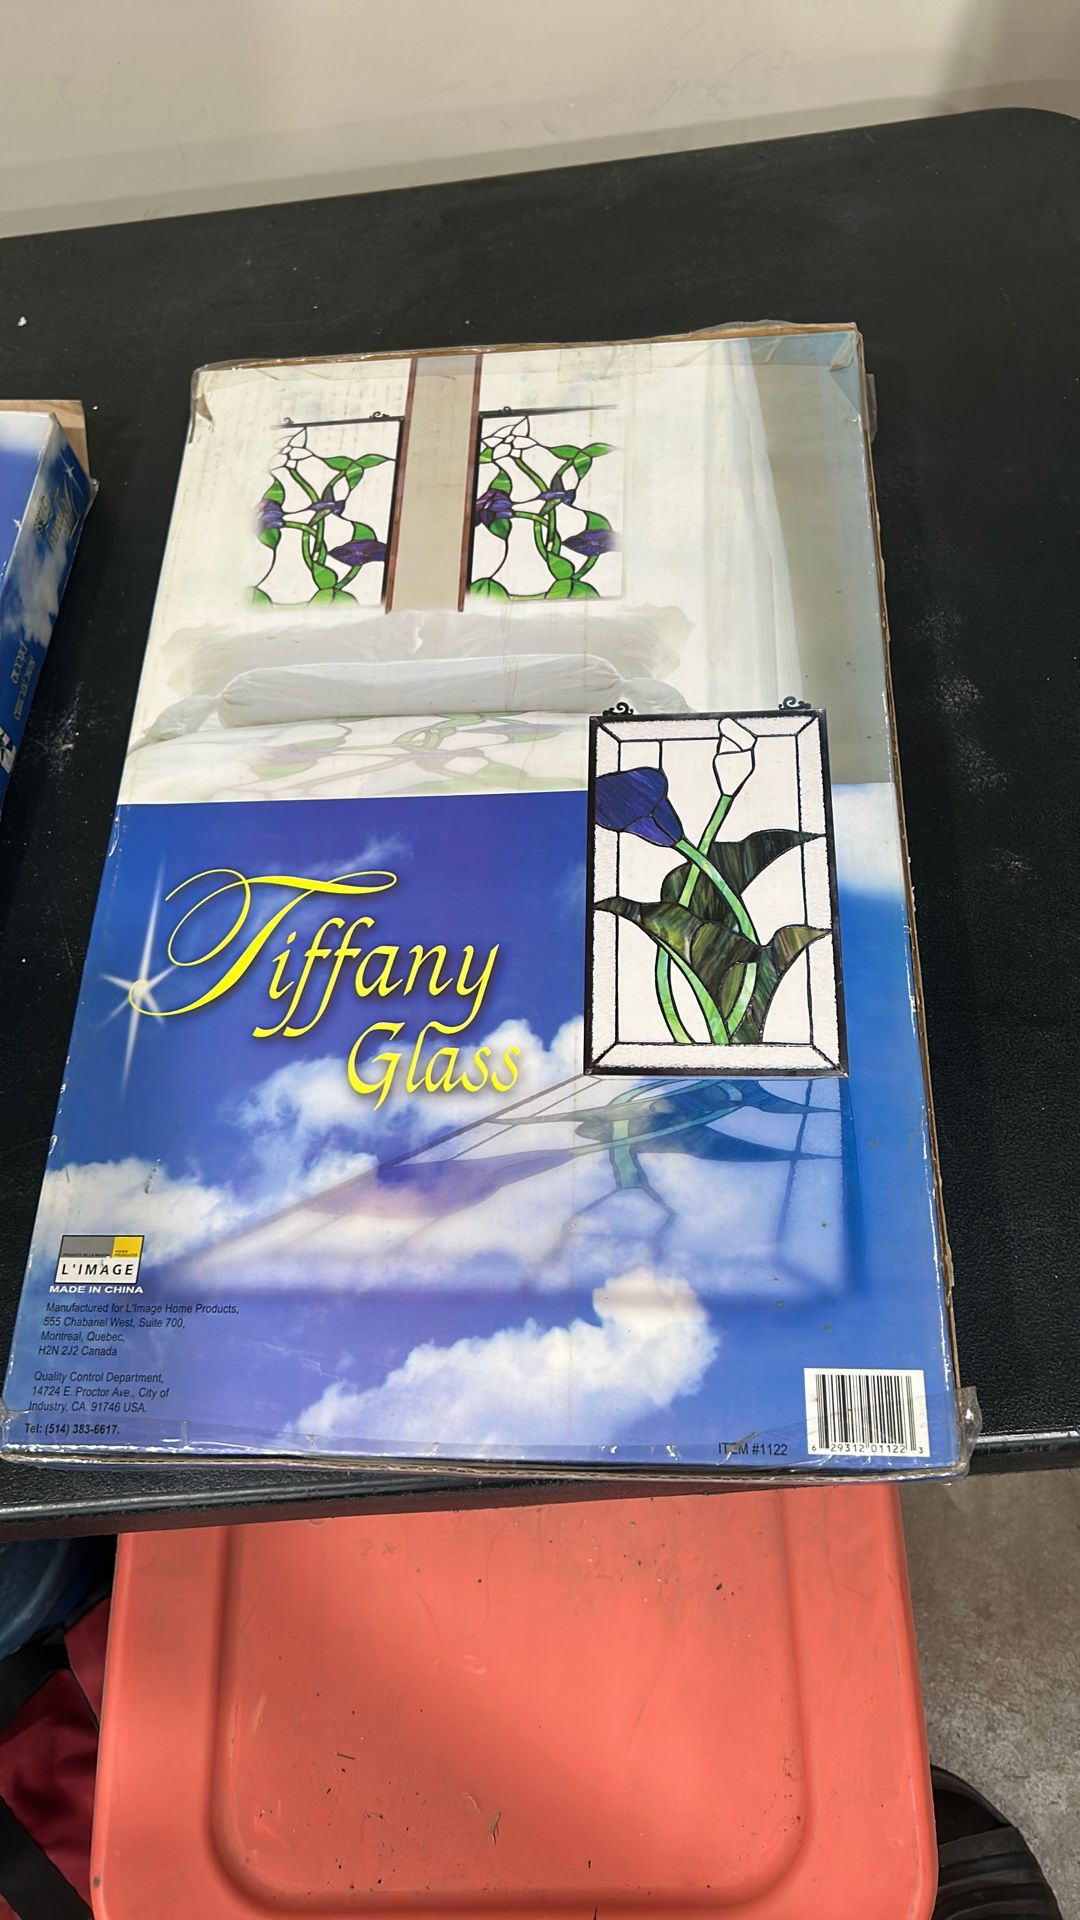 Tiffany
Glass
HOME
PRODUCTS
L'IMAGE
MADE IN CHINA
Manufactured for L'Image Home Products,
555 Chabanel West, Suite 700,
Montreal, Quebec,
H2N 2J2 Canada
Quality Control Department,
14724 E. Proctor Ave., City of
Industry, CA. 91746 USA.
Tel: (514) 383-6617.
ITEM #1122
6 29312 01122 3